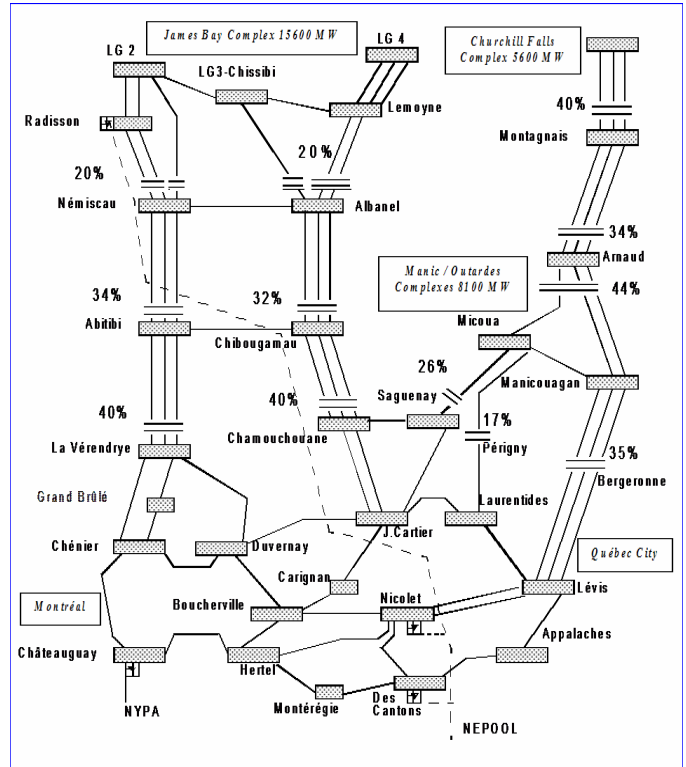 James Bay Complex 15600 MW
LG 4
Churchill Falls
Complex 5600 MW
LG 2
LG3-Chissibi
Lemoyne
40%
Radisson
Montagnais
20%
20%
Némiscau
Albanel
34%
Arnaud
Manic / Outardes
Complexes 8100 MW
44%
34%
32%
Abitibi
Chibougamau
Micoua
26%
Manicouagan
Saguenay
40%
40%
17%
Chamouchouane
Périgny
35%
La Vérendrye
Bergeronne
Grand Brûlé
Laurentides
Chénier
Duvernay
J.Cartier
Québec City
Carignan
Montréal
Boucherville
Nicolet
Lévis
Appalaches
Châteauguay
Hertel
NYPA
Montérégie
Des
Cantons
NEPOOL